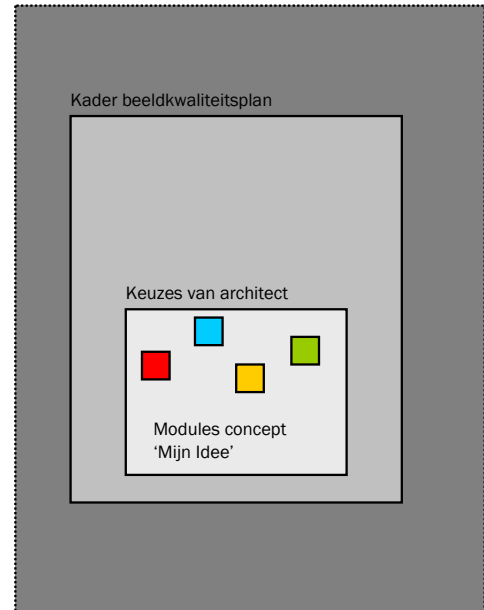 Kader beeldkwaliteitsplan
Keuzes van architect
Modules concept
‘Mijn Idee’